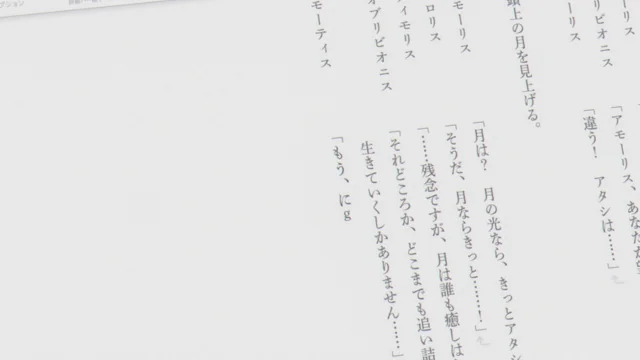 プション
リス
「アモーリス、あなたが
ブリビオニス
「違う!　アタシは……」
ーリス
上の月を見上げる。
モーリス
「月は?　月の光なら、きっとアタシ
ロリス
「そうだ、月ならきっと……!」
ィモリス
「……残念ですが、月は誰も癒しは
オブリビオニス
「それどころか、どこまでも追い詰
生きていくしかありません……」
モーティス
「もう、にg